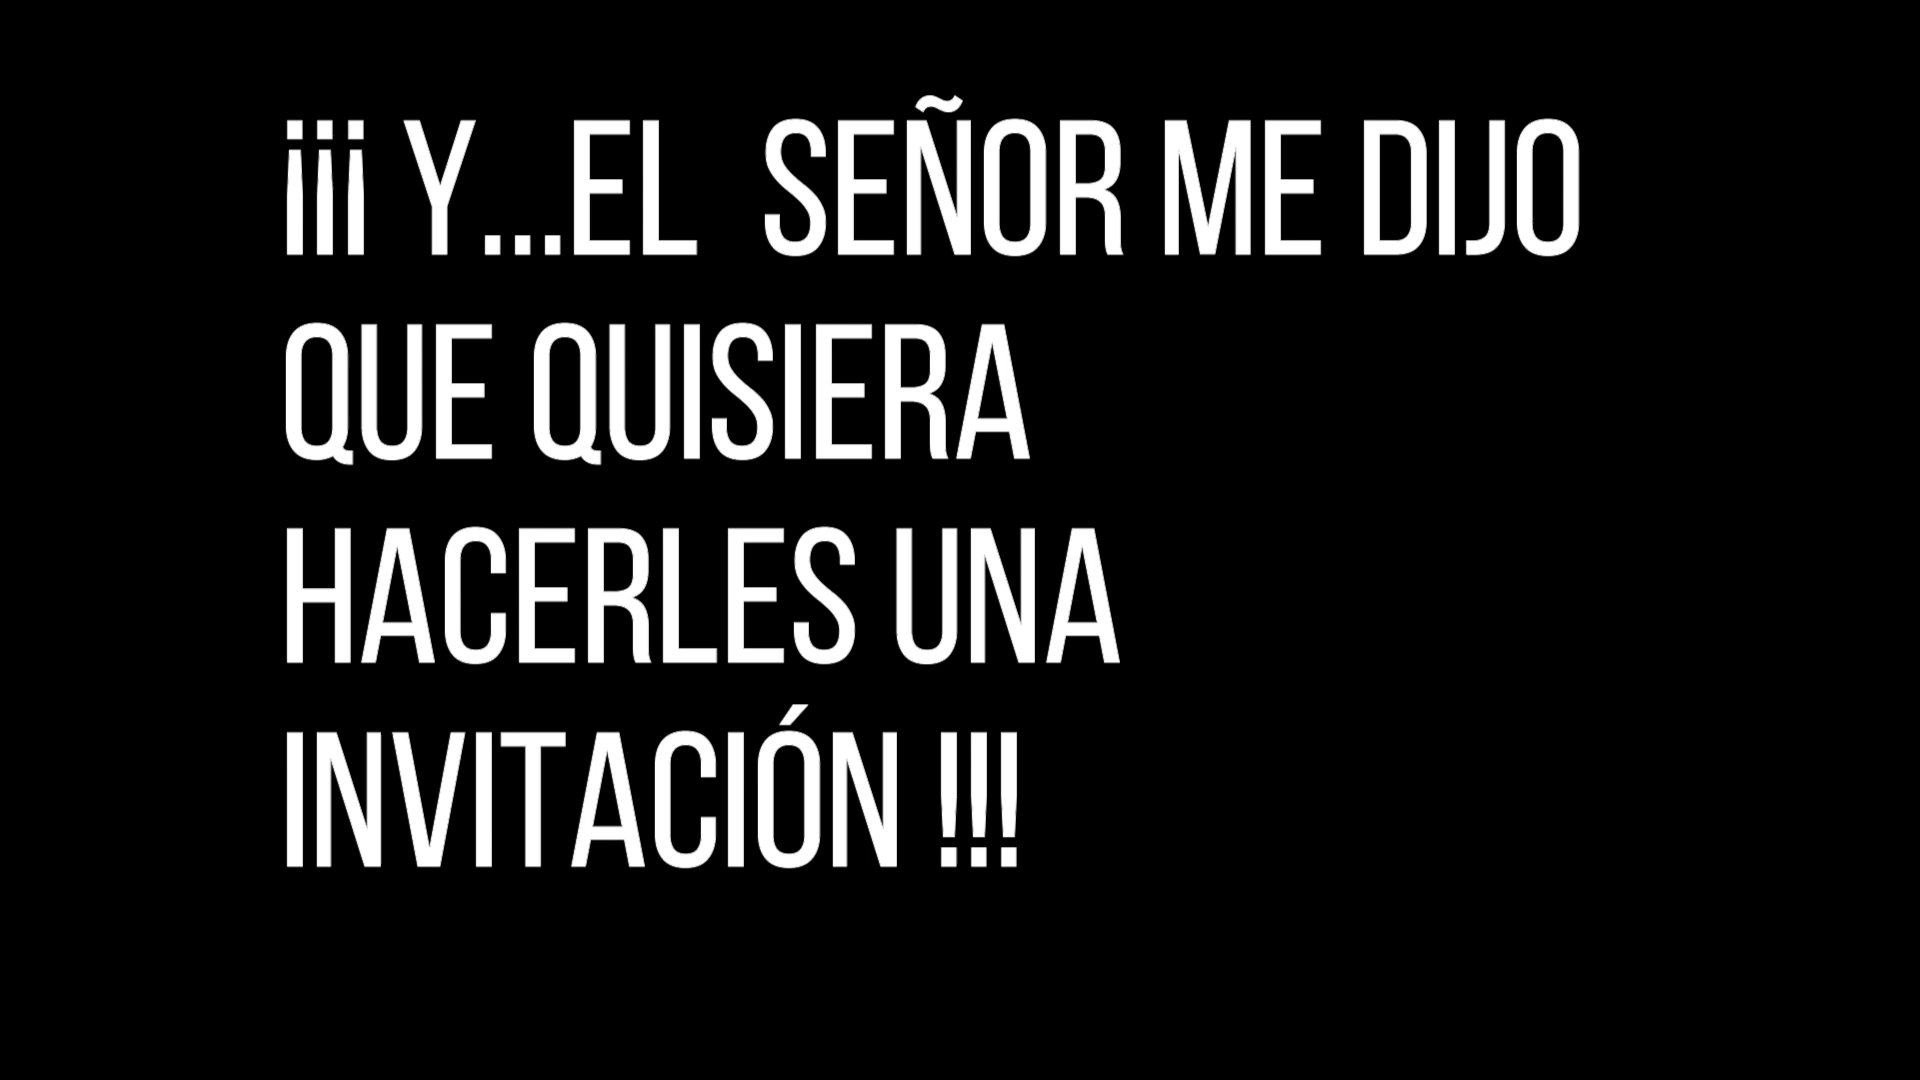 ¡¡¡ Y...EL  SEÑOR ME DIJO
QUE QUISIERA
HACERLES UNA
INVITACIÓN !!!